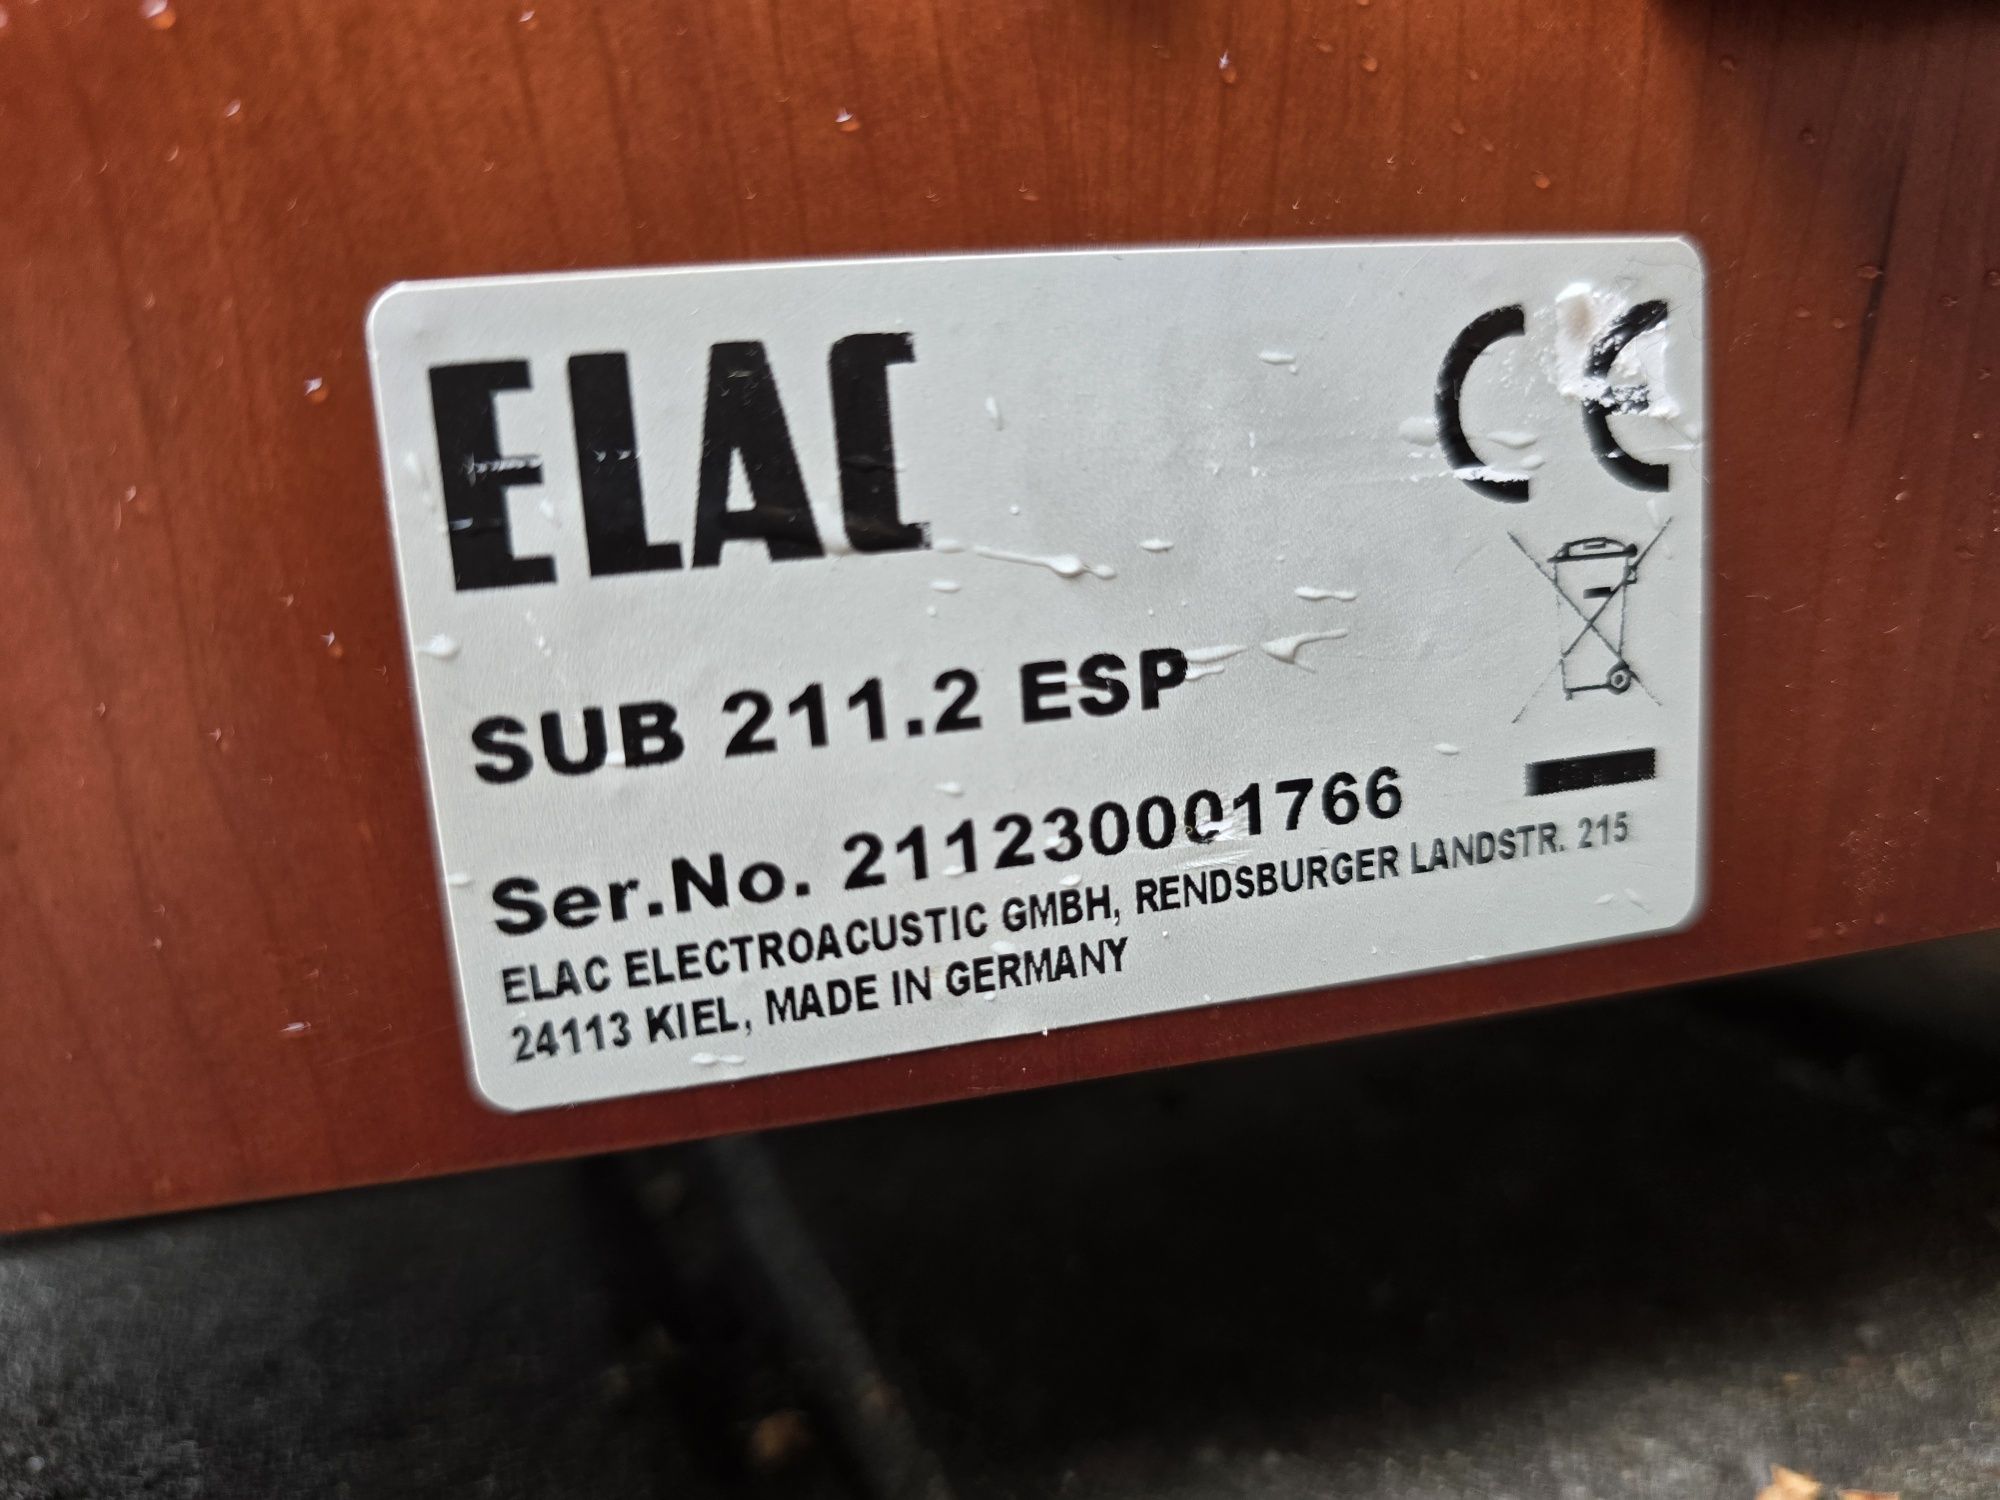 ELAC
CE
SUB 211.2 ESP
Ser.No. 211230001766
ELAC ELECTROACUSTIC GMBH, RENDSBURGER LANDSTR. 215
24113 KIEL, MADE IN GERMANY